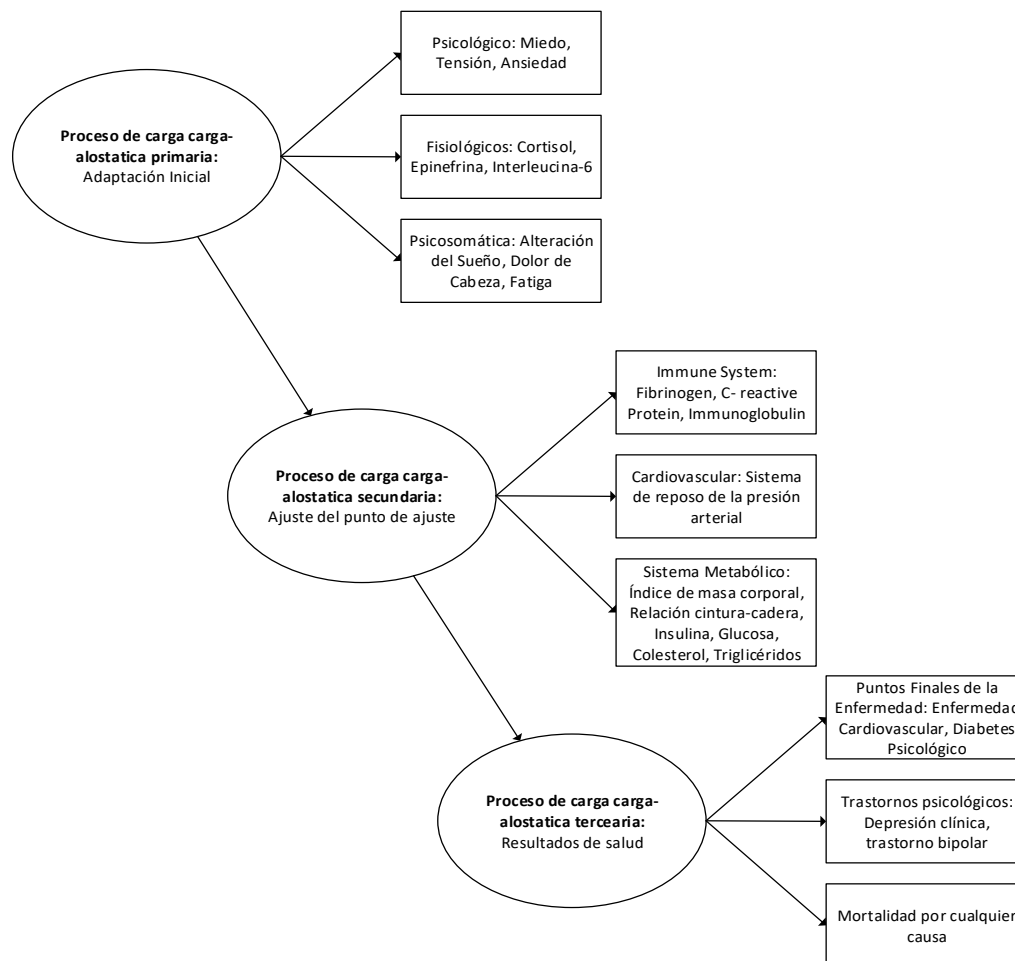 Psicológico: Miedo,
Tensión, Ansiedad
Proceso de carga carga-
alostatica primaria:
Adaptación Inicial
Fisiológicos: Cortisol,
Epinefrina, Interleucina-6
Psicosomática: Alteración
del Sueño, Dolor de
Cabeza, Fatiga
Immune System:
Fibrinogen, C- reactive
Protein, Immunoglobulin
Proceso de carga carga-
alostatica secundaria:
Ajuste del punto de ajuste
Cardiovascular: Sistema
de reposo de la presión
arterial
Sistema Metabólico:
Índice de masa corporal,
Relación cintura-cadera,
Insulina, Glucosa,
Colesterol, Triglicéridos
Puntos Finales de la
Enfermedad: Enfermedad
Cardiovascular, Diabetes
Psicológico
Proceso de carga carga-
alostatica tercearia:
Resultados de salud
Trastornos psicológicos:
Depresión clínica,
trastorno bipolar
Mortalidad por cualquier
causa